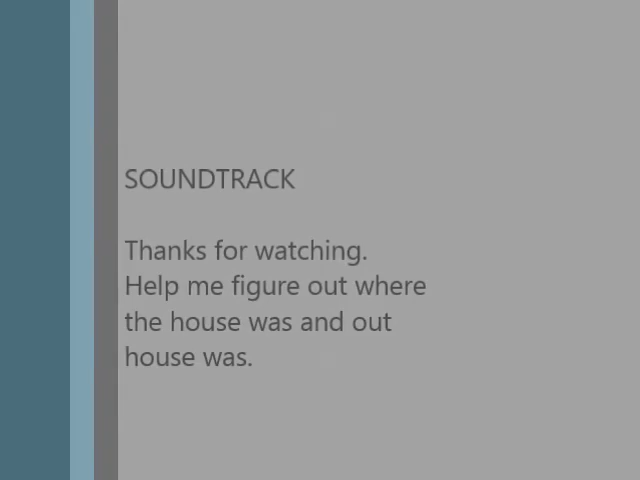 SOUNDTRACK
Thanks for watching.
Help me figure out where
the house was and out
house was.